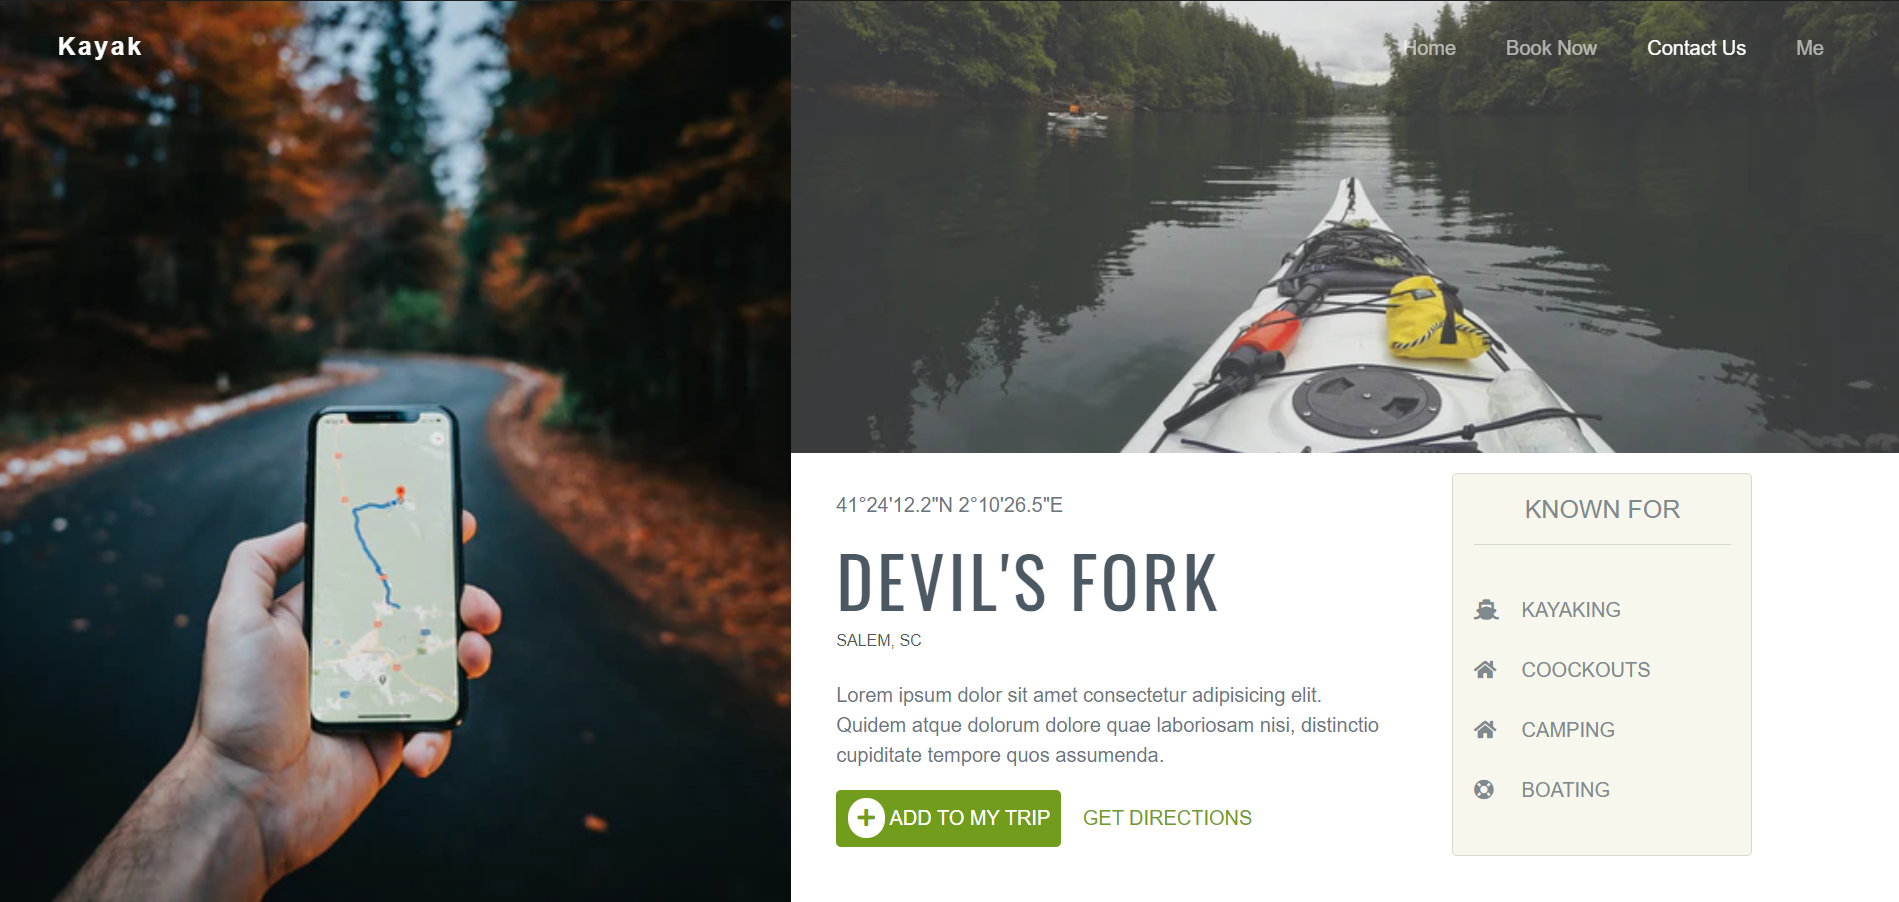 Kayak
Home
Book Now
Contact Us
Me
41°24'12.2"N 2°10'26.5"E
DEVIL'S FORK
SALEM, SC
Lorem ipsum dolor sit amet consectetur adipisicing elit.
Quidem atque dolorum dolore quae laboriosam nisi, distinctio
cupiditate tempore quos assumenda.
ADD TO MY TRIP
GET DIRECTIONS
KNOWN FOR
KAYAKING
COOCKOUTS
CAMPING
BOATING